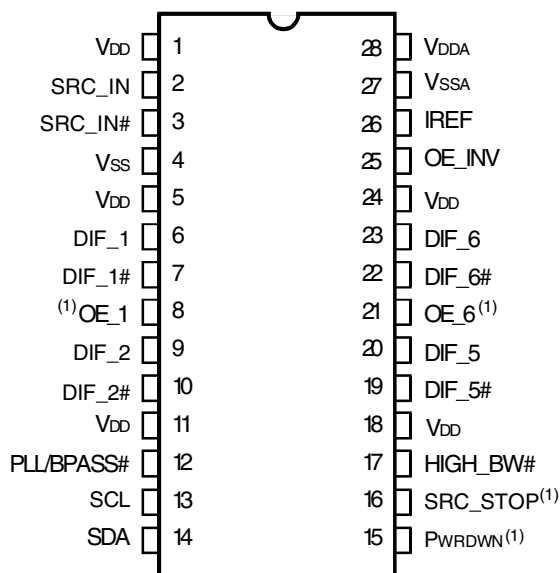 VDD 1 28 VDDA
SRC_IN 2 27 VSSA
SRC_IN# 3 26 IREF
VSS 4 25 OE_INV
VDD 5 24 VDD
DIF_1 6 23 DIF_6
DIF_1# 7 22 DIF_6#
(1)OE_1 8 21 OE_6(1)
DIF_2 9 20 DIF_5
DIF_2# 10 19 DIF_5#
VDD 11 18 VDD
PLL/BPASS# 12 17 HIGH_BW#
SCL 13 16 SRC_STOP(1)
SDA 14 15 PWRDWN(1)